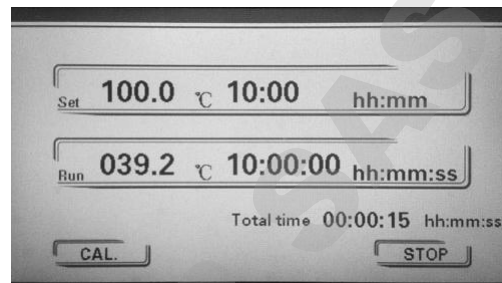 Set 100.0 ℃ 10:00 hh:mm
Run 039.2 ℃ 10:00:00 hh:mm:ss
Total time 00:00:15 hh:mm:ss
CAL. STOP